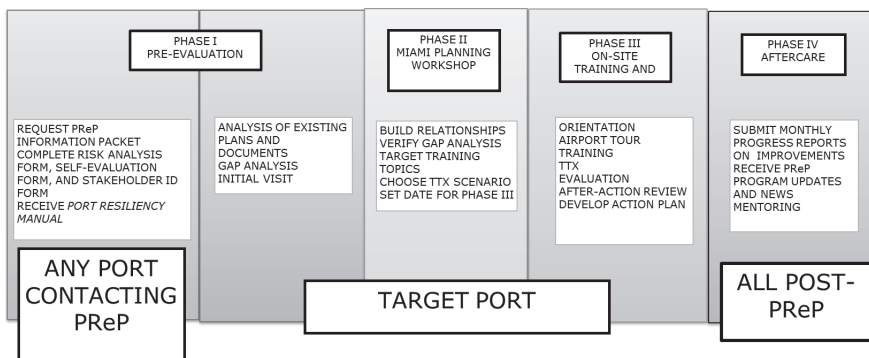 PHASE I
PRE-EVALUATION
PHASE II
MIAMI PLANNING
WORKSHOP
PHASE III
ON-SITE
TRAINING AND
PHASE IV
AFTERCARE
REQUEST PReP
INFORMATION PACKET
COMPLETE RISK ANALYSIS
FORM, SELF-EVALUATION
FORM, AND STAKEHOLDER ID
FORM
RECEIVE PORT RESILIENCY
MANUAL
ANALYSIS OF EXISTING
PLANS AND
DOCUMENTS
GAP ANALYSIS
INITIAL VISIT
BUILD RELATIONSHIPS
VERIFY GAP ANALYSIS
TARGET TRAINING
TOPICS
CHOOSE TTX SCENARIO
SET DATE FOR PHASE III
ORIENTATION
AIRPORT TOUR
TRAINING
TTX
EVALUATION
AFTER-ACTION REVIEW
DEVELOP ACTION PLAN
SUBMIT MONTHLY
PROGRESS REPORTS
ON IMPROVEMENTS
RECEIVE PReP
PROGRAM UPDATES
AND NEWS
MENTORING
ANY PORT
CONTACTING
PReP
TARGET PORT
ALL POST-
PReP